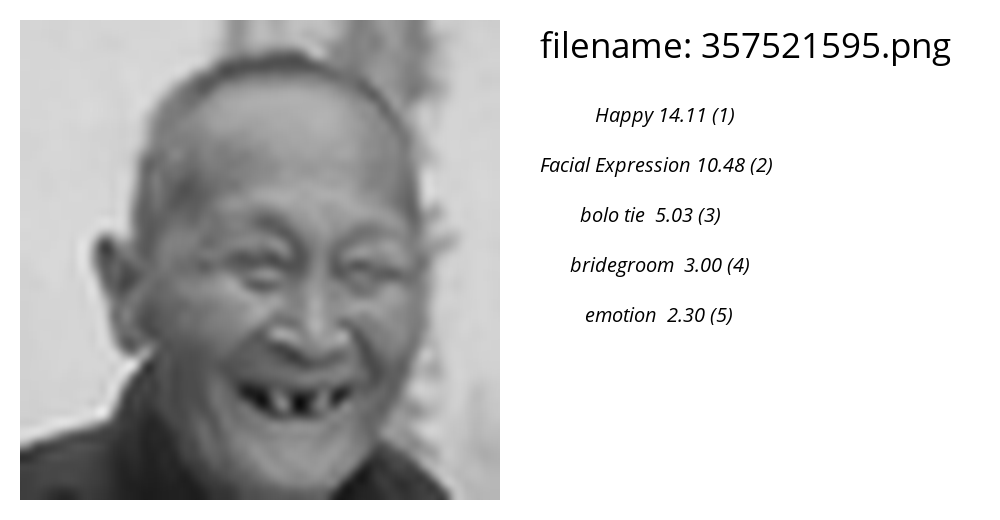 filename: 357521595.png
Happy 14.11 (1)
Facial Expression 10.48 (2)
bolo tie  5.03 (3)
bridegroom  3.00 (4)
emotion  2.30 (5)